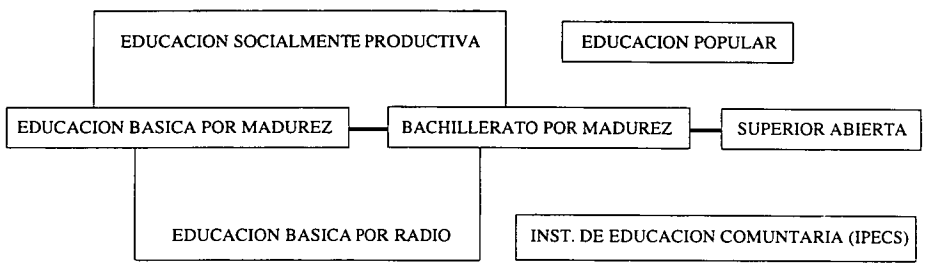 EDUCACION SOCIALMENTE PRODUCTIVA
EDUCACION POPULAR
EDUCACION BASICA POR MADUREZ
BACHILLERATO POR MADUREZ
SUPERIOR ABIERTA
EDUCACION BASICA POR RADIO
INST. DE EDUCACION COMUNTARIA (IPECS)